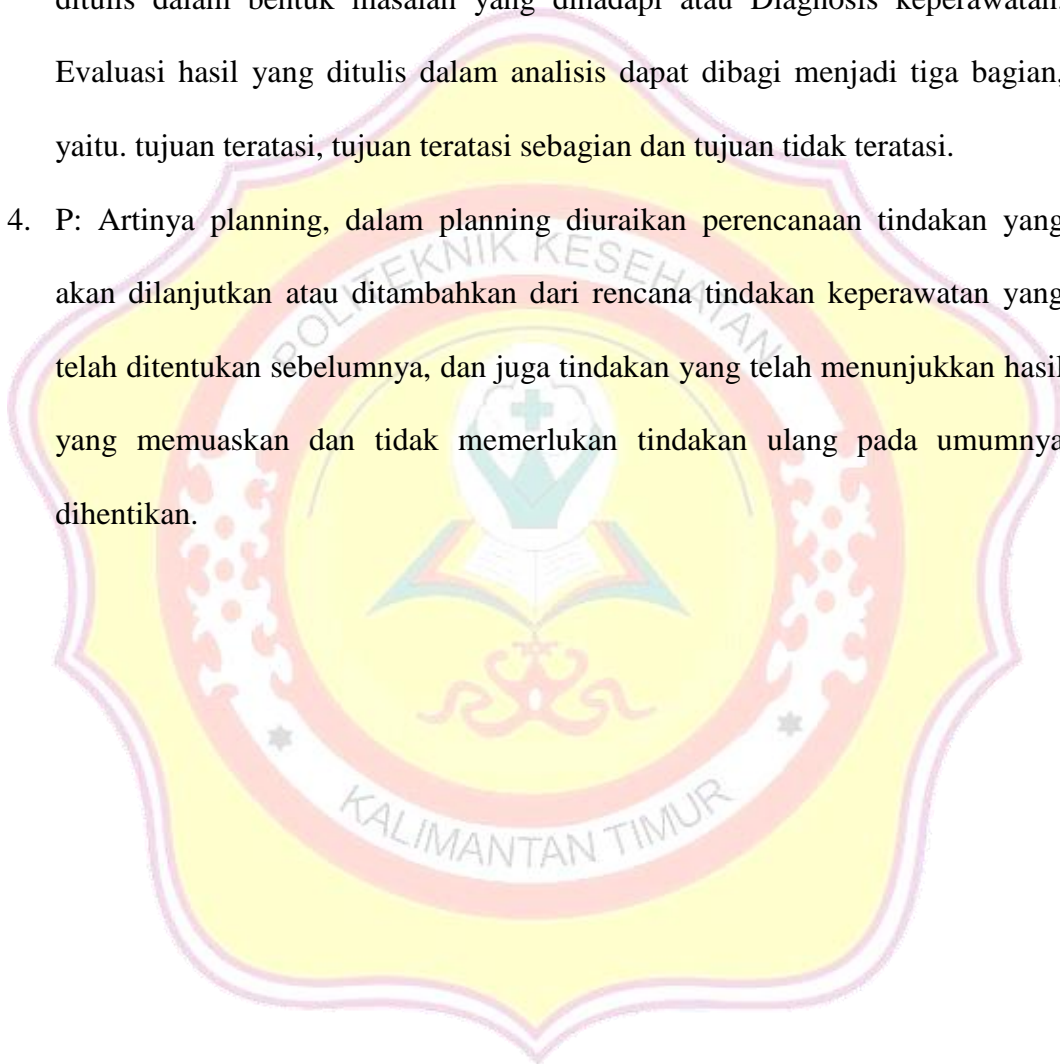 ditulis dalam bentuk masalah yang dihadapi atau Diagnosis keperawatan.
Evaluasi hasil yang ditulis dalam analisis dapat dibagi menjadi tiga bagian,
yaitu. tujuan teratasi, tujuan teratasi sebagian dan tujuan tidak teratasi.
4. P: Artinya planning, dalam planning diuraikan perencanaan tindakan yang
akan dilanjutkan atau ditambahkan dari rencana tindakan keperawatan yang
telah ditentukan sebelumnya, dan juga tindakan yang telah menunjukkan hasil
yang memuaskan dan tidak memerlukan tindakan ulang pada umumnya
dihentikan.
POLITEKNIK KESEHATAN
KALIMANTAN TIMUR